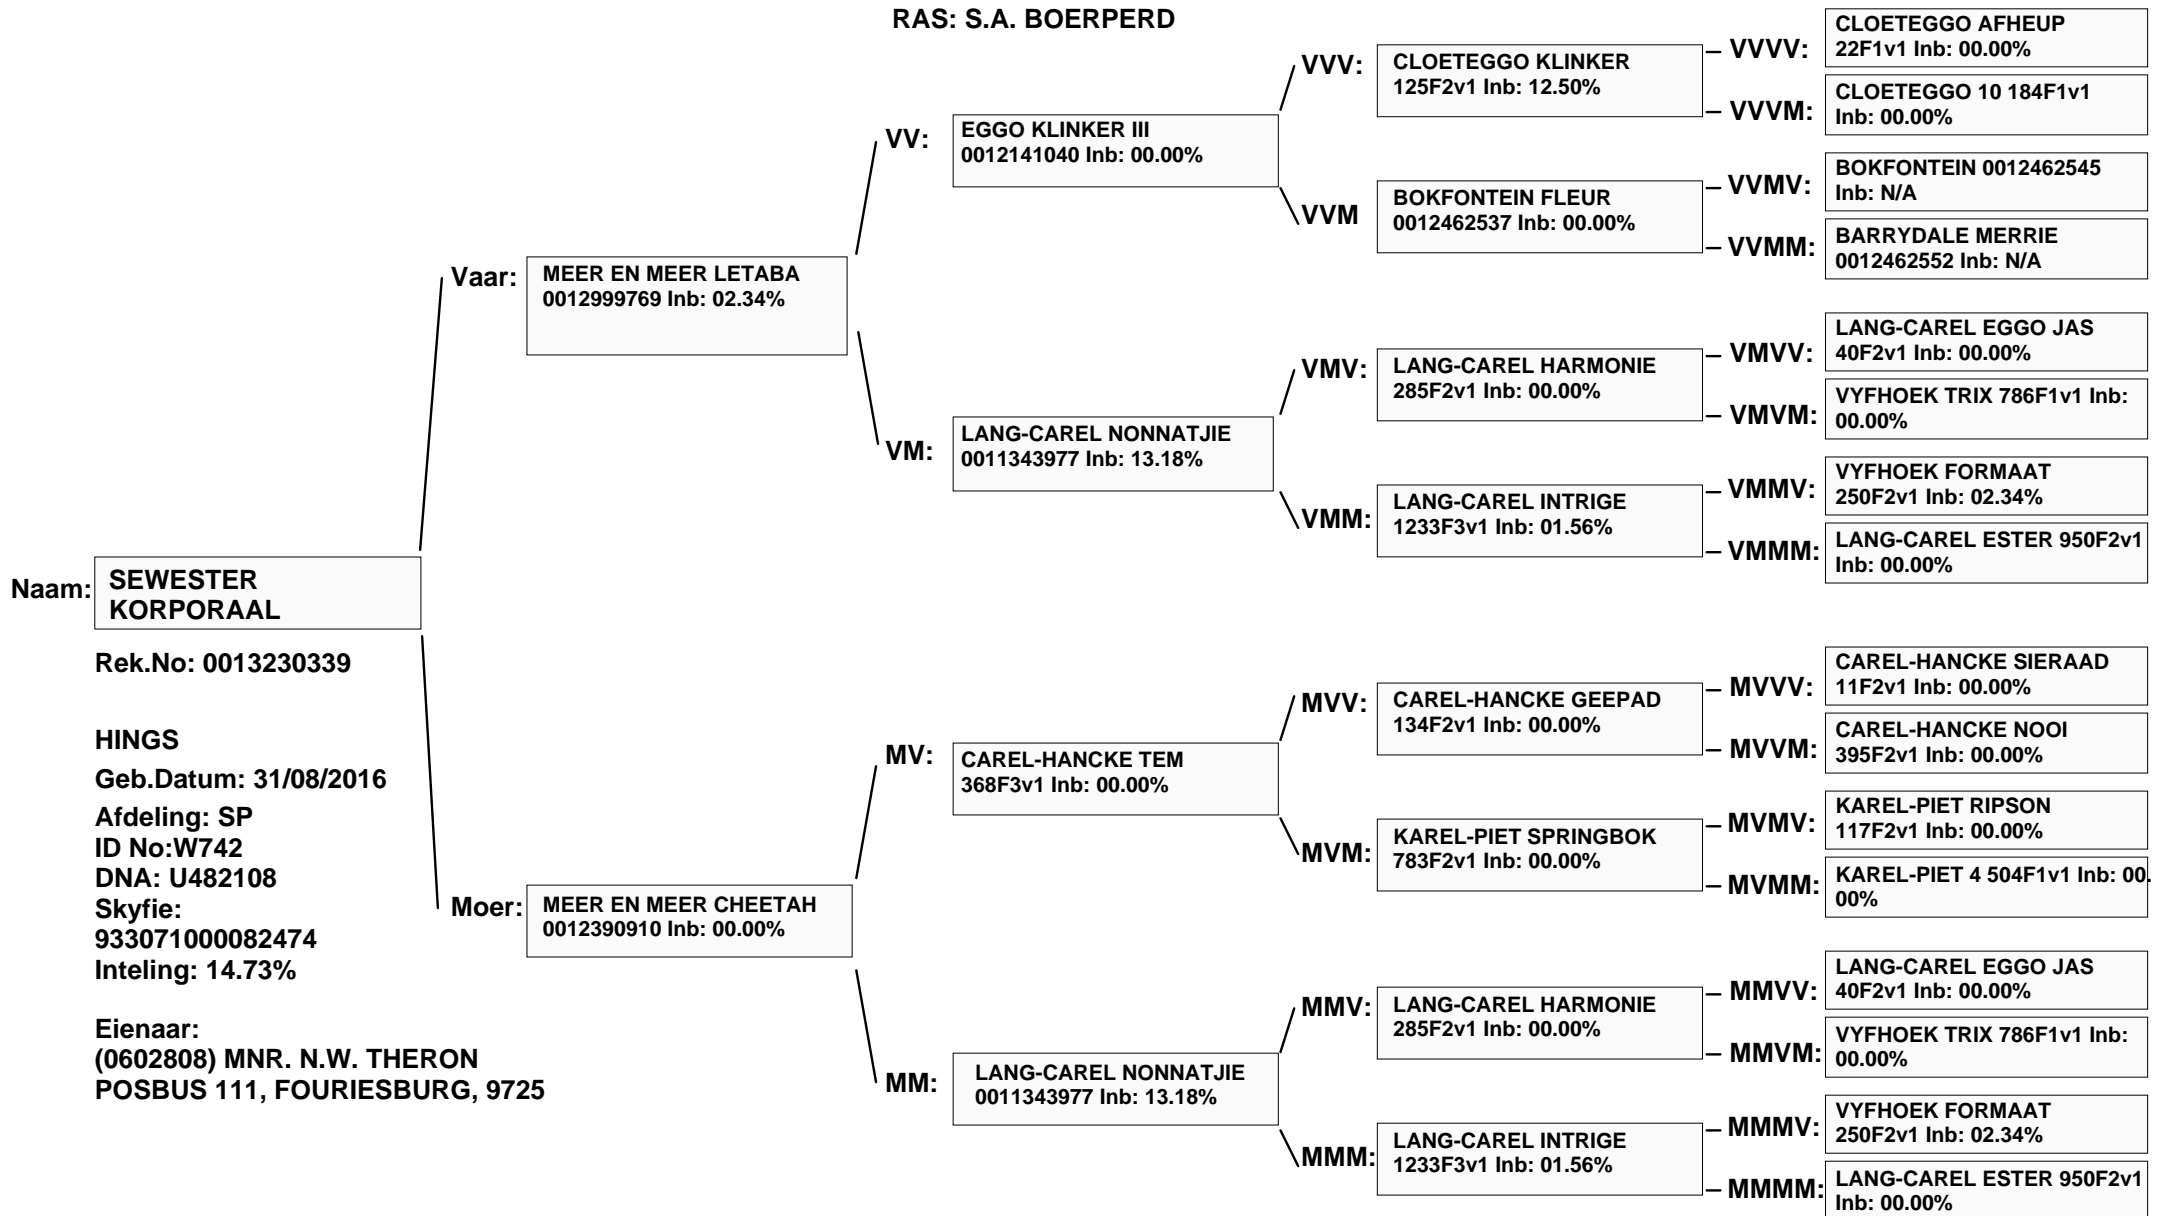 RAS: S.A. BOERPERD
Naam:
SEWESTER
KORPORAAL
Rek.No: 0013230339
HINGS
Geb.Datum: 31/08/2016
Afdeling: SP
ID No:W742
DNA: U482108
Skyfie:
933071000082474
Inteling: 14.73%
Eienaar:
(0602808) MNR. N.W. THERON
POSBUS 111, FOURIESBURG, 9725
Vaar:
MEER EN MEER LETABA
0012999769 Inb: 02.34%
Moer:
MEER EN MEER CHEETAH
0012390910 Inb: 00.00%
VV:
EGGO KLINKER III
0012141040 Inb: 00.00%
VM:
LANG-CAREL NONNATJIE
0011343977 Inb: 13.18%
MV:
CAREL-HANCKE TEM
368F3v1 Inb: 00.00%
MM:
LANG-CAREL NONNATJIE
0011343977 Inb: 13.18%
VVV:
CLOETEGGO KLINKER
125F2v1 Inb: 12.50%
VVM
BOKFONTEIN FLEUR
0012462537 Inb: 00.00%
VMV:
LANG-CAREL HARMONIE
285F2v1 Inb: 00.00%
VMM:
LANG-CAREL INTRIGE
1233F3v1 Inb: 01.56%
MVV:
CAREL-HANCKE GEEPAD
134F2v1 Inb: 00.00%
MVM:
KAREL-PIET SPRINGBOK
783F2v1 Inb: 00.00%
MMV:
LANG-CAREL HARMONIE
285F2v1 Inb: 00.00%
MMM:
LANG-CAREL INTRIGE
1233F3v1 Inb: 01.56%
VVVV:
CLOETEGGO AFHEUP
22F1v1 Inb: 00.00%
VVVM:
CLOETEGGO 10 184F1v1
Inb: 00.00%
VVMV:
BOKFONTEIN 0012462545
Inb: N/A
VVMM:
BARRYDALE MERRIE
0012462552 Inb: N/A
VMVV:
LANG-CAREL EGGO JAS
40F2v1 Inb: 00.00%
VMVM:
VYFHOEK TRIX 786F1v1 Inb:
00.00%
VMMV:
VYFHOEK FORMAAT
250F2v1 Inb: 02.34%
VMMM:
LANG-CAREL ESTER 950F2v1
Inb: 00.00%
MVVV:
CAREL-HANCKE SIERAAD
11F2v1 Inb: 00.00%
MVVM:
CAREL-HANCKE NOOI
395F2v1 Inb: 00.00%
MVMV:
KAREL-PIET RIPSON
117F2v1 Inb: 00.00%
MVMM:
KAREL-PIET 4 504F1v1 Inb: 00.
00%
MMVV:
LANG-CAREL EGGO JAS
40F2v1 Inb: 00.00%
MMVM:
VYFHOEK TRIX 786F1v1 Inb:
00.00%
MMMV:
VYFHOEK FORMAAT
250F2v1 Inb: 02.34%
MMMM:
LANG-CAREL ESTER 950F2v1
Inb: 00.00%